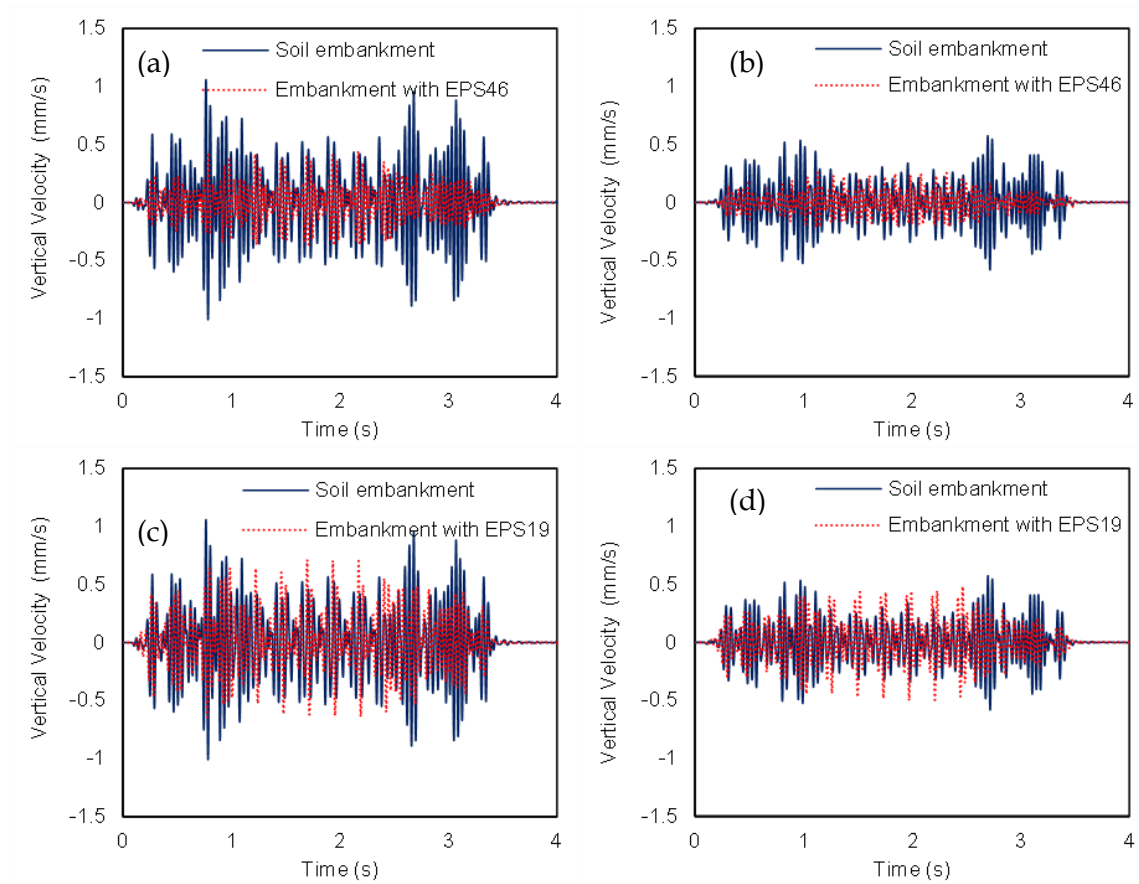 (a)
Soil embankment
Embankment with EPS46
Vertical Velocity (mm/s)
1.5
1
0.5
0
-0.5
-1
-1.5
0 1 2 3 4
Time (s)
(b)
Soil embankment
Embankment with EPS46
Vertical Velocity (mm/s)
1.5
1
0.5
0
-0.5
-1
-1.5
0 1 2 3 4
Time (s)
(c)
Soil embankment
Embankment with EPS19
Vertical Velocity (mm/s)
1.5
1
0.5
0
-0.5
-1
-1.5
0 1 2 3 4
Time (s)
(d)
Soil embankment
Embankment with EPS19
Vertical Velocity (mm/s)
1.5
1
0.5
0
-0.5
-1
-1.5
0 1 2 3 4
Time (s)